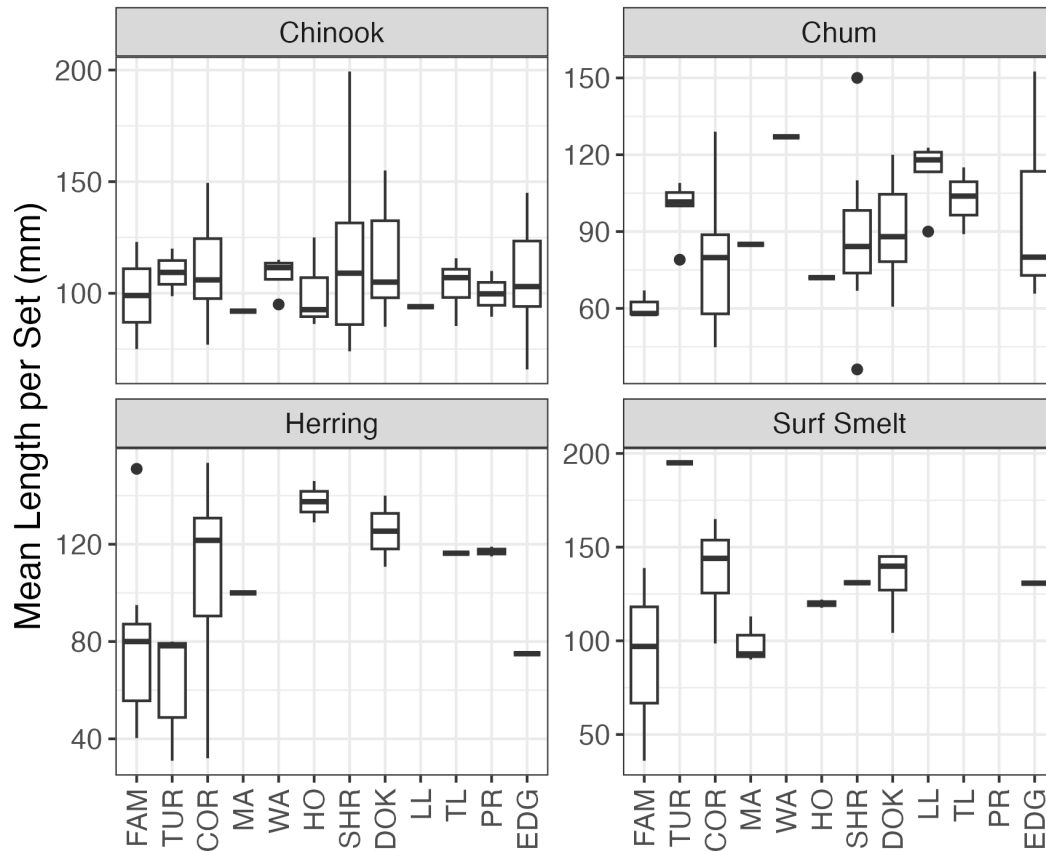 Chinook
Chum
Mean Length per Set (mm)
200
150
100
150
120
90
60
Herring
Surf Smelt
120
80
40
200
150
100
50
FAM TUR COR MA WA HO SHR DOK LL TL PR EDG
FAM TUR COR MA WA HO SHR DOK LL TL PR EDG